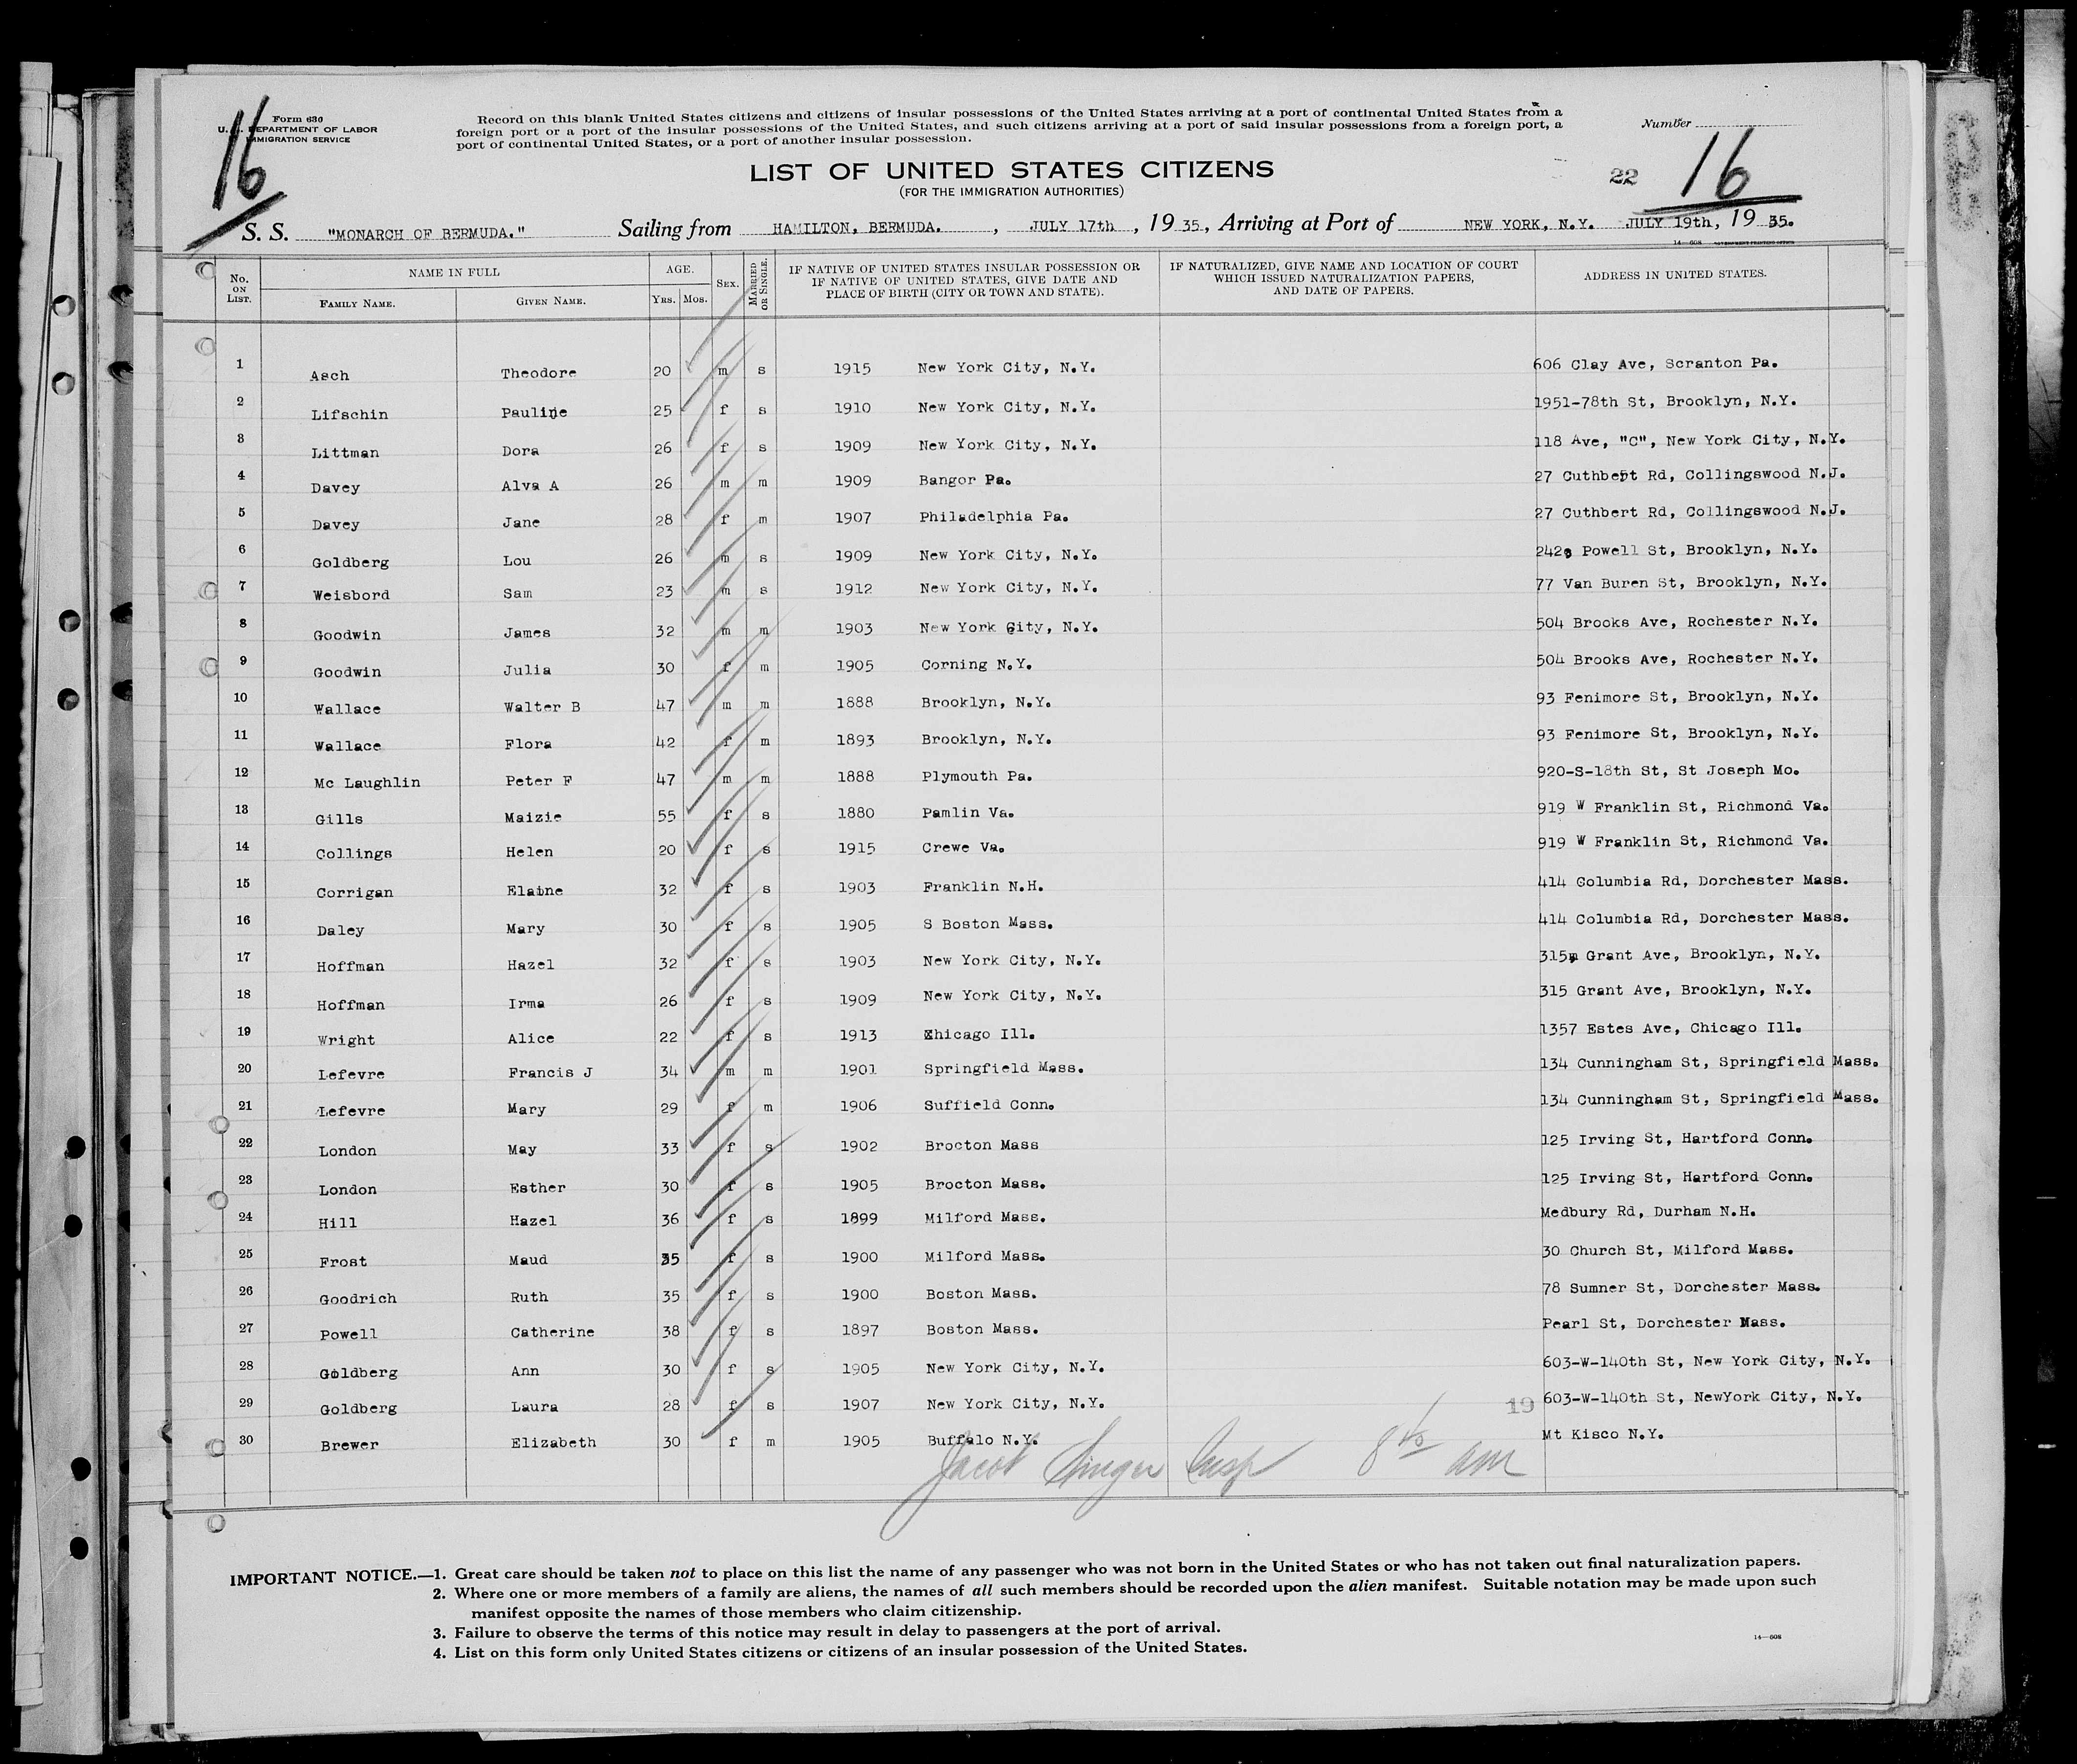 16
Form 630
U. S. DEPARTMENT OF LABOR
IMMIGRATION SERVICE
Record on this blank United States citizens and citizens of insular possessions of the United States arriving at a port of continental United States from a
foreign port or a port of the insular possessions of the United States, and such citizens arriving at a port of said insular possessions from a foreign port, a
port of continental United States, or a port of another insular possession.
Number
LIST OF UNITED STATES CITIZENS
(FOR THE IMMIGRATION AUTHORITIES)
22 16
S. S. "MONARCH OF BERMUDA." Sailing from HAMILTON, BERMUDA. , JULY 17th , 19 35, Arriving at Port of NEW YORK, N.Y. JULY 19th, 19 35.
14—608 GOVERNMENT PRINTING OFFICE
No. ON LIST. NAME IN FULL FAMILY NAME. GIVEN NAME. AGE. YRS. MOS. SEX. MARRIED OR SINGLE. IF NATIVE OF UNITED STATES INSULAR POSSESSION OR IF NATIVE OF UNITED STATES, GIVE DATE AND PLACE OF BIRTH (CITY OR TOWN AND STATE). IF NATURALIZED, GIVE NAME AND LOCATION OF COURT WHICH ISSUED NATURALIZATION PAPERS, AND DATE OF PAPERS. ADDRESS IN UNITED STATES.
1 Asch Theodore 20 m s 1915 New York City, N.Y. 606 Clay Ave, Scranton Pa.
2 Lifschin Pauline 25 f s 1910 New York City, N.Y. 1951-78th St, Brooklyn, N.Y.
3 Littman Dora 26 f s 1909 New York City, N.Y. 118 Ave, "C", New York City, N.Y.
4 Davey Alva A 26 m m 1909 Bangor Pa. 27 Cuthbert Rd, Collingswood N.J.
5 Davey Jane 28 f m 1907 Philadelphia Pa. 27 Cuthbert Rd, Collingswood N.J.
6 Goldberg Lou 26 m s 1909 New York City, N.Y. 242 Powell St, Brooklyn, N.Y.
7 Weisbord Sam 23 m s 1912 New York City, N.Y. 77 Van Buren St, Brooklyn, N.Y.
8 Goodwin James 32 m m 1903 New York City, N.Y. 504 Brooks Ave, Rochester N.Y.
9 Goodwin Julia 30 f m 1905 Corning N.Y. 504 Brooks Ave, Rochester N.Y.
10 Wallace Walter B 47 m m 1888 Brooklyn, N.Y. 93 Fenimore St, Brooklyn, N.Y.
11 Wallace Flora 42 f m 1893 Brooklyn, N.Y. 93 Fenimore St, Brooklyn, N.Y.
12 Mc Laughlin Peter F 47 m m 1888 Plymouth Pa. 920-S-18th St, St Joseph Mo.
13 Gills Maizie 55 f s 1880 Pamlin Va. 919 W Franklin St, Richmond Va.
14 Collings Helen 20 f s 1915 Crewe Va. 919 W Franklin St, Richmond Va.
15 Corrigan Elaine 32 f s 1903 Franklin N.H. 414 Columbia Rd, Dorchester Mass.
16 Daley Mary 30 f s 1905 S Boston Mass. 414 Columbia Rd, Dorchester Mass.
17 Hoffman Hazel 32 f s 1903 New York City, N.Y. 315 Grant Ave, Brooklyn, N.Y.
18 Hoffman Irma 26 f s 1909 New York City, N.Y. 315 Grant Ave, Brooklyn, N.Y.
19 Wright Alice 22 f s 1913 Chicago Ill. 1357 Estes Ave, Chicago Ill.
20 Lefevre Francis J 34 m m 1901 Springfield Mass. 134 Cunningham St, Springfield Mass.
21 Lefevre Mary 29 f m 1906 Suffield Conn. 134 Cunningham St, Springfield Mass.
22 London May 33 f s 1902 Brocton Mass 125 Irving St, Hartford Conn.
23 London Esther 30 f s 1905 Brocton Mass. 125 Irving St, Hartford Conn.
24 Hill Hazel 36 f s 1899 Milford Mass. Medbury Rd, Durham N.H.
25 Frost Maud 35 f s 1900 Milford Mass. 30 Church St, Milford Mass.
26 Goodrich Ruth 35 f s 1900 Boston Mass. 78 Sumner St, Dorchester Mass.
27 Powell Catherine 38 f s 1897 Boston Mass. Pearl St, Dorchester Mass.
28 Goldberg Ann 30 f s 1905 New York City, N.Y. 603-W-140th St, New York City, N.Y.
29 Goldberg Laura 28 f s 1907 New York City, N.Y. 19 603-W-140th St, NewYork City, N.Y.
30 Brewer Elizabeth 30 f m 1905 Buffalo N.Y. Mt Kisco N.Y.
Jacob Singer Insp am
IMPORTANT NOTICE.—1. Great care should be taken not to place on this list the name of any passenger who was not born in the United States or who has not taken out final naturalization papers.
2. Where one or more members of a family are aliens, the names of all such members should be recorded upon the alien manifest. Suitable notation may be made upon such
manifest opposite the names of those members who claim citizenship.
3. Failure to observe the terms of this notice may result in delay to passengers at the port of arrival.
4. List on this form only United States citizens or citizens of an insular possession of the United States.
14—608